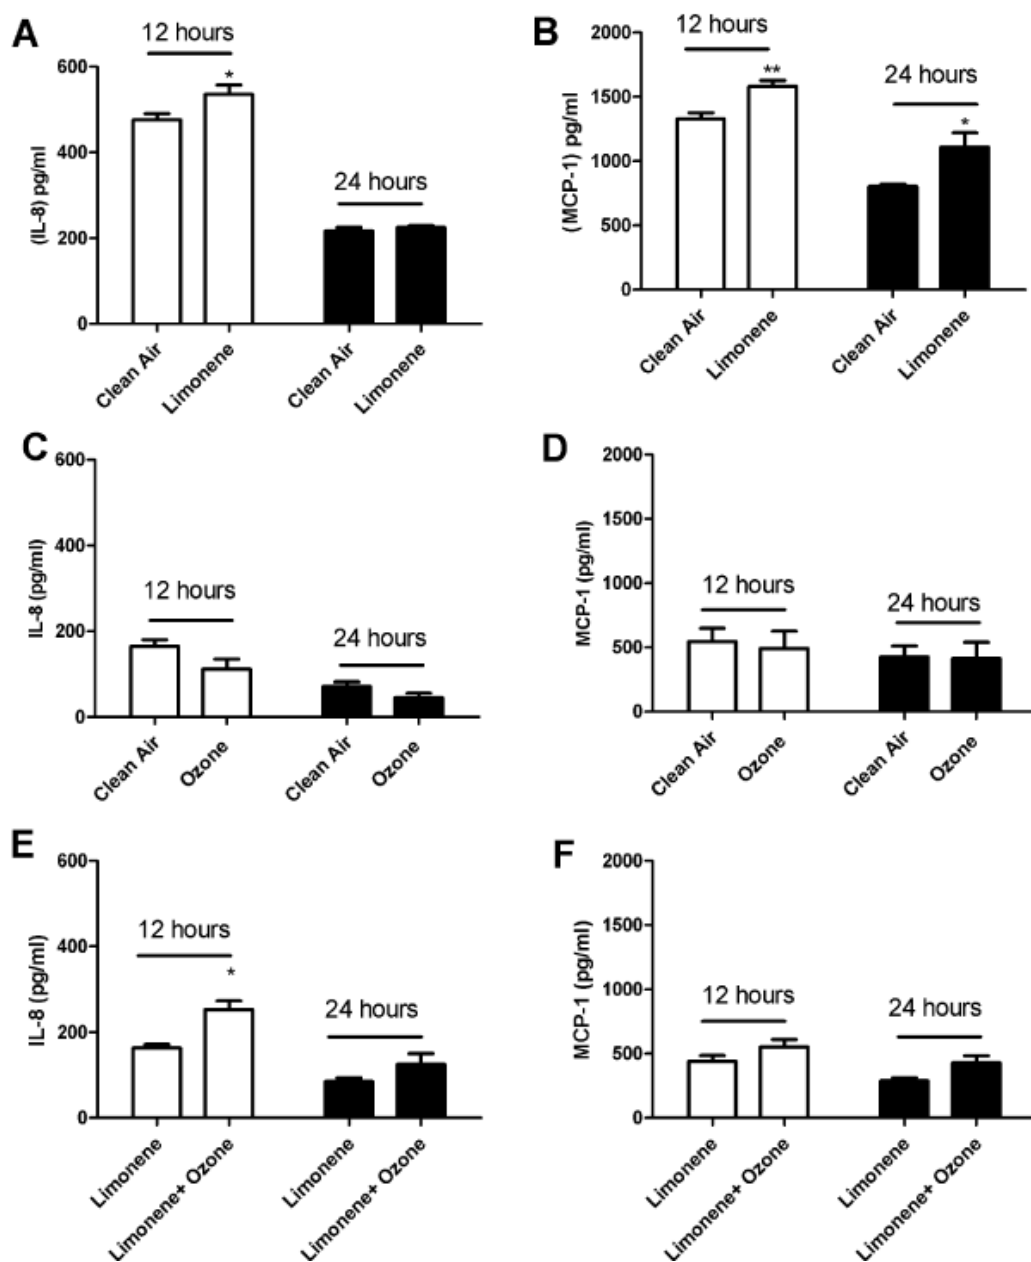 A
12 hours
(IL-8) pg/ml
600
400
200
0
*
24 hours
Clean Air
Limonene
Clean Air
Limonene
B
12 hours
(MCP-1) pg/ml
2000
1500
1000
500
0
**
24 hours
*
Clean Air
Limonene
Clean Air
Limonene
C
IL-8 (pg/ml)
600
400
200
0
12 hours
24 hours
Clean Air
Ozone
Clean Air
Ozone
D
MCP-1 (pg/ml)
2000
1500
1000
500
0
12 hours
24 hours
Clean Air
Ozone
Clean Air
Ozone
E
IL-8 (pg/ml)
600
400
200
0
12 hours
*
24 hours
Limonene
Limonene+ Ozone
Limonene
Limonene+ Ozone
F
MCP-1 (pg/ml)
2000
1500
1000
500
0
12 hours
24 hours
Limonene
Limonene+ Ozone
Limonene
Limonene+ Ozone